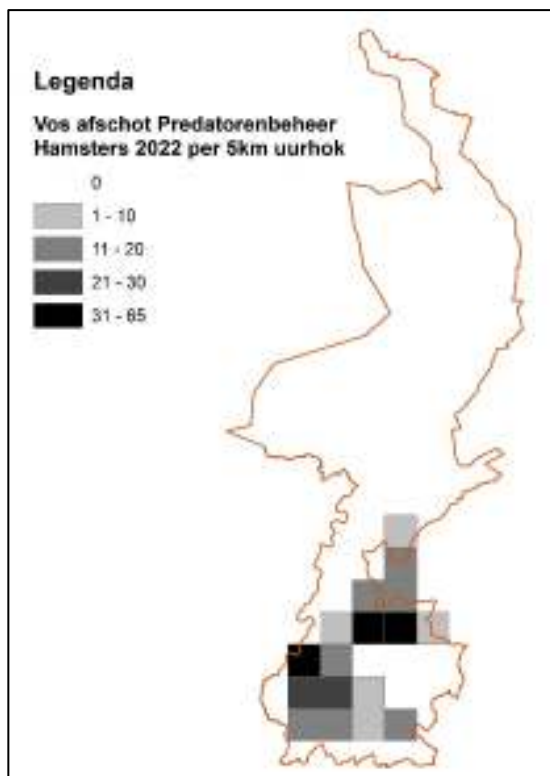 Legenda
Vos afschot Predatorenbeheer
Hamsters 2022 per 5km uurhok
0
1 - 10
11 - 20
21 - 30
31 - 65